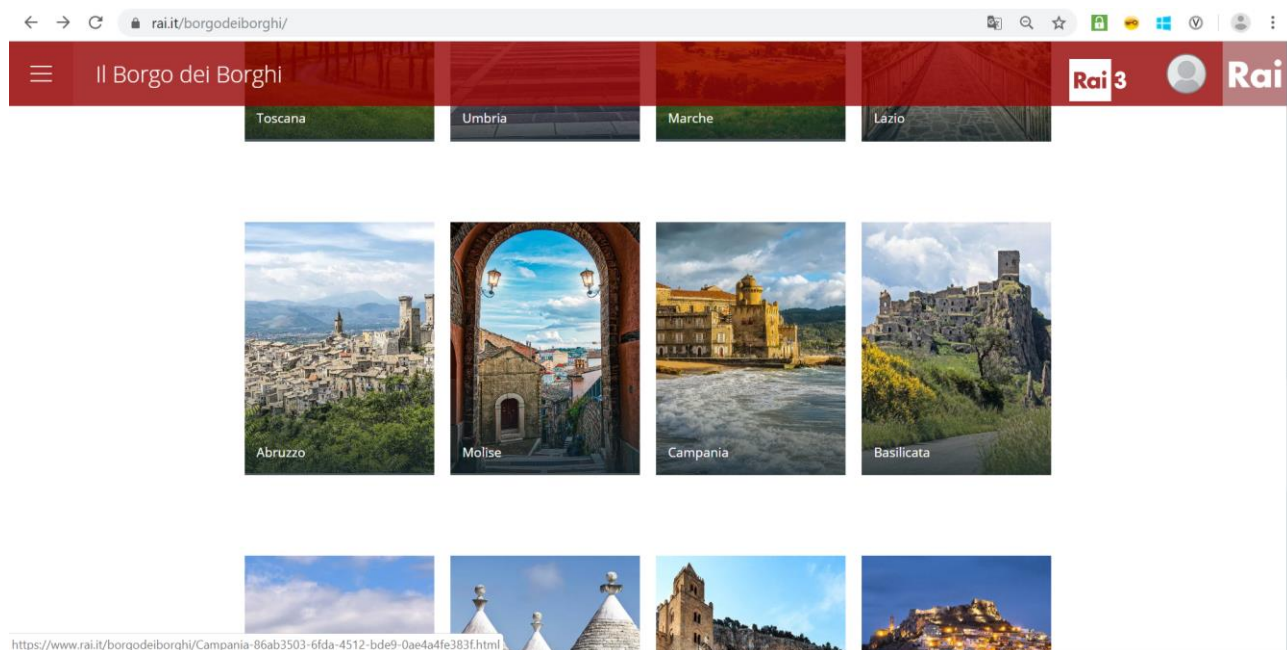 rai.it/borgodeiborghi/
Il Borgo dei Borghi
Rai 3
Rai
Toscana
Umbria
Marche
Lazio
Abruzzo
Molise
Campania
Basilicata
https://www.rai.it/borgodeiborghi/Campania-86ab3503-6fda-4512-bde9-0ae4a4fe383f.html